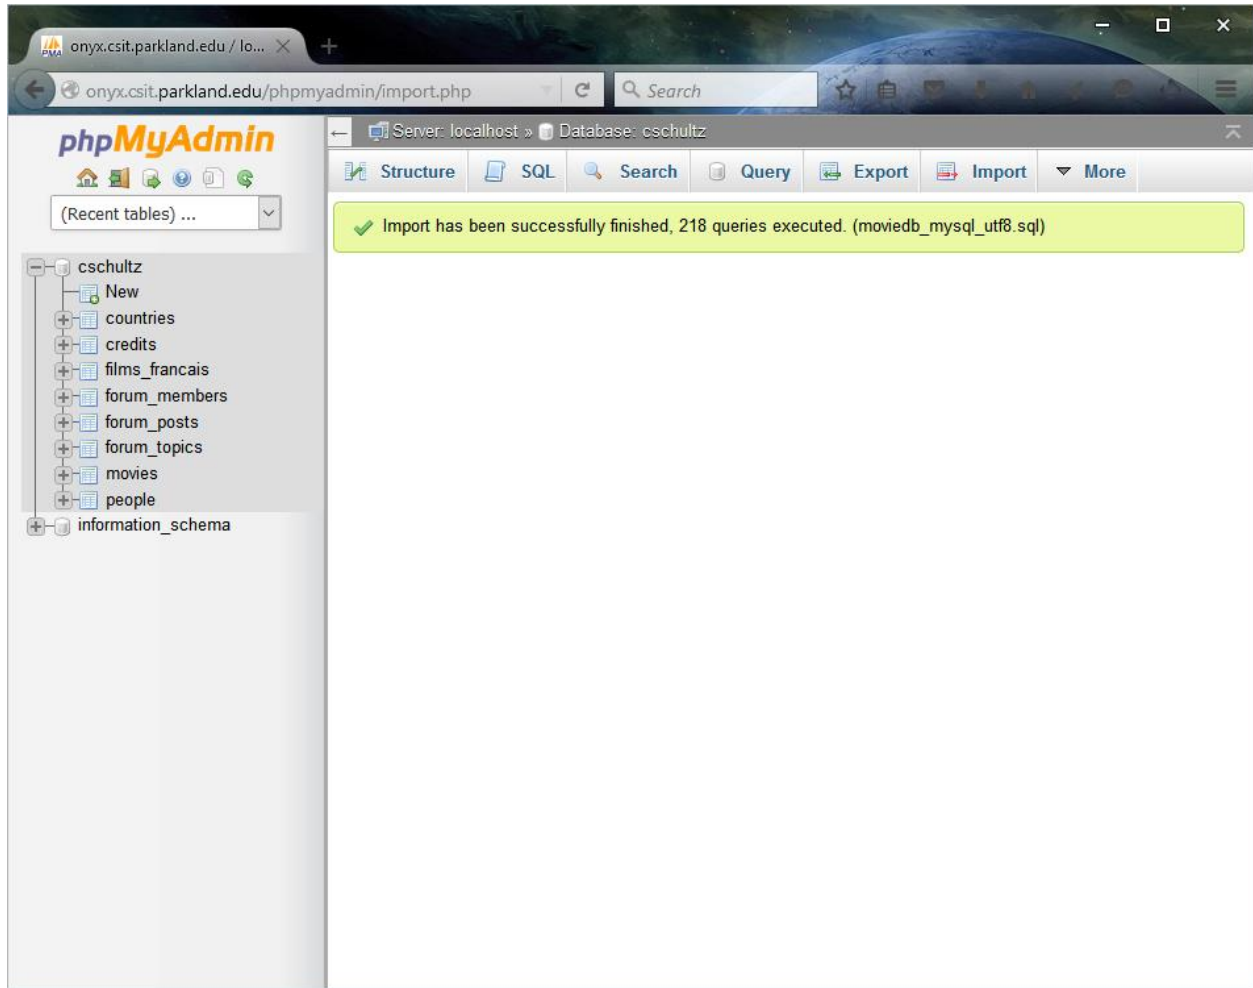 onyx.csit.parkland.edu / lo...
onyx.csit.parkland.edu/phpmyadmin/import.php
Search
phpMyAdmin
(Recent tables) ...
cschultz
New
countries
credits
films_francais
forum_members
forum_posts
forum_topics
movies
people
information_schema
Server: localhost » Database: cschultz
Structure SQL Search Query Export Import More
Import has been successfully finished, 218 queries executed. (moviedb_mysql_utf8.sql)